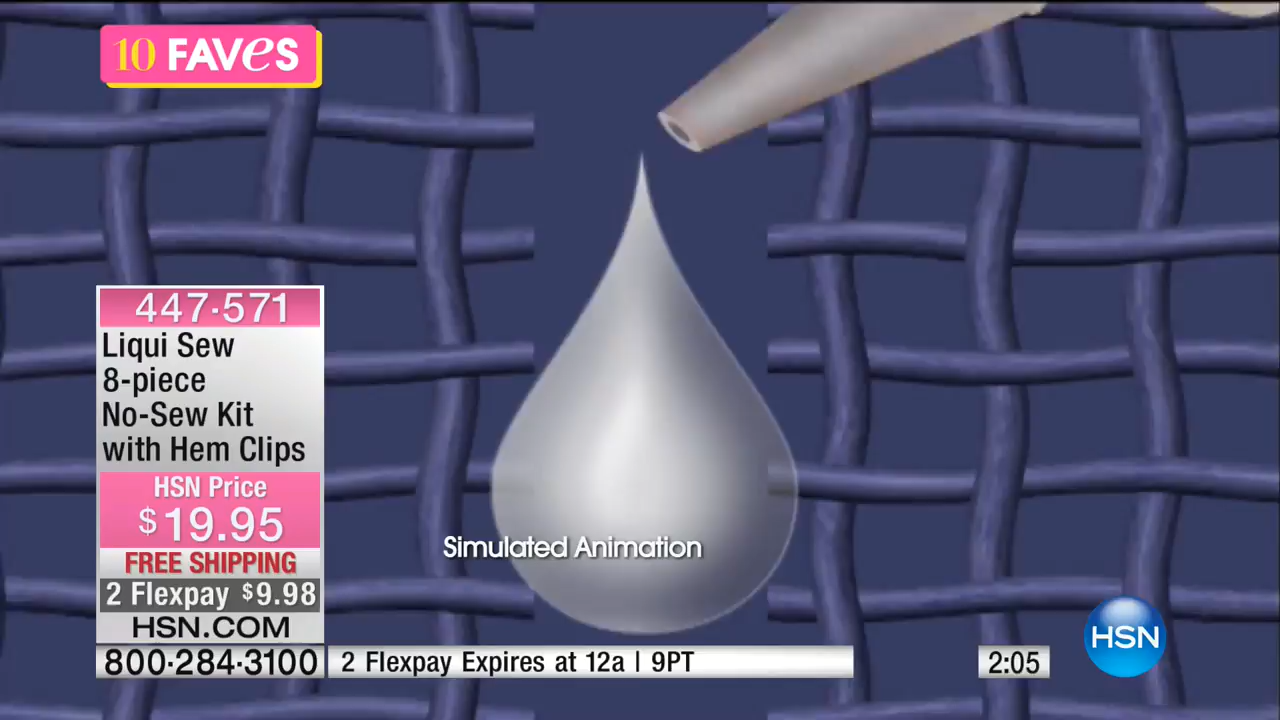 10 FAVES
447·571
Liqui Sew
8-piece
No-Sew Kit
with Hem Clips
HSN Price
$19.95
FREE SHIPPING
2 Flexpay $9.98
HSN.COM
800·284·3100
2 Flexpay Expires at 12a | 9PT
Simulated Animation
2:05
HSN